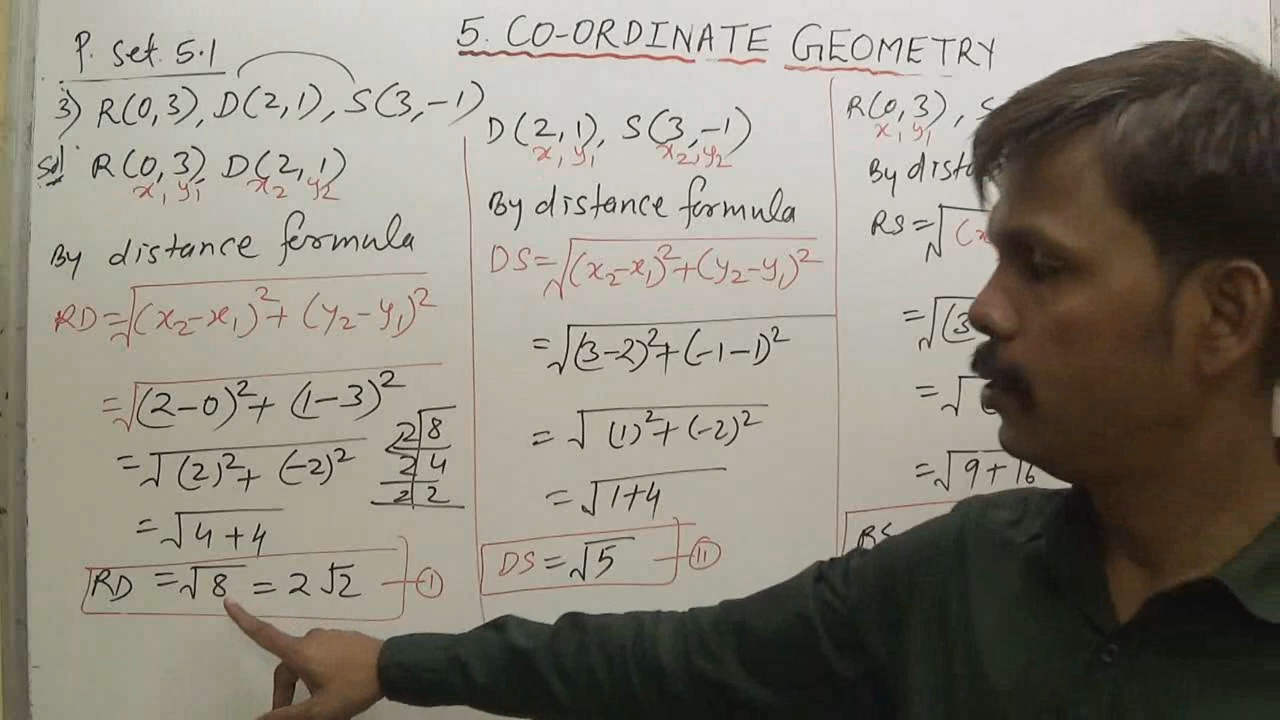 5. CO-ORDINATE GEOMETRY
P. Set. 5.1
3) R(0,3), D(2,1), S(3,-1)
Sol R(0,3) D(2,1)
x₁ y₁ x₂ y₂
By distance formula
RD=√(x₂-x₁)²+(y₂-y₁)²
=√(2-0)²+(1-3)²
=√(2)²+(-2)²
=√4+4
RD =√8 = 2√2 —①
2|8
2|4
2|2
D(2,1), S(3,-1)
x₁ y₁ x₂,y₂
By distance formula
DS=√(x₂-x₁)²+(y₂-y₁)²
=√(3-2)²+(-1-1)²
=√(1)²+(-2)²
=√1+4
DS=√5 —⑪
R(0,3), S
x₁ y₁
By dist
RS=√(x
=√(3
=√(
=√9+16
RS